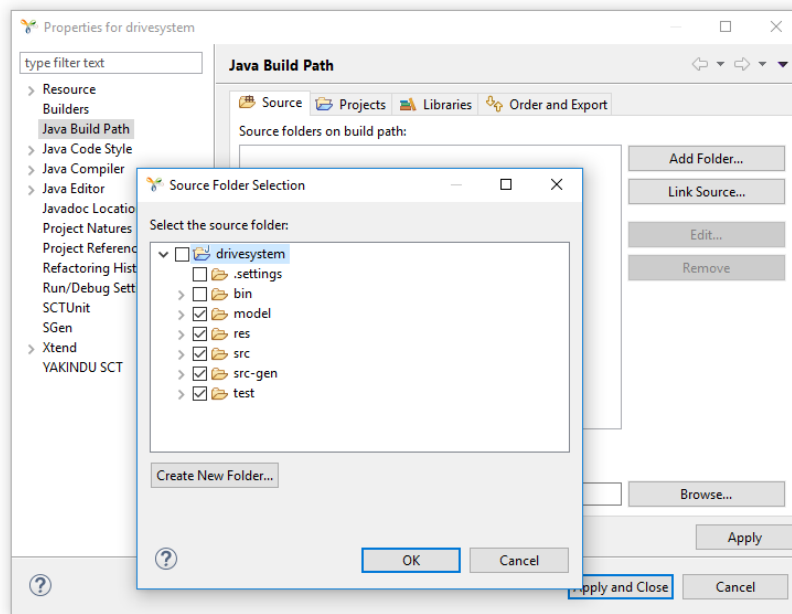 Properties for drivesystem
type filter text
Java Build Path
Resource
Builders
Java Build Path
Java Code Style
Java Compiler
Java Editor
Javadoc Locatio
Project Natures
Project Referenc
Refactoring Hist
Run/Debug Sett
SCTUnit
SGen
Xtend
YAKINDU SCT
Source
Projects
Libraries
Order and Export
Source folders on build path:
Add Folder...
Link Source...
Edit...
Remove
Source Folder Selection
Select the source folder:
drivesystem
.settings
bin
model
res
src
src-gen
test
Create New Folder...
OK
Cancel
Browse...
Apply
Apply and Close
Cancel